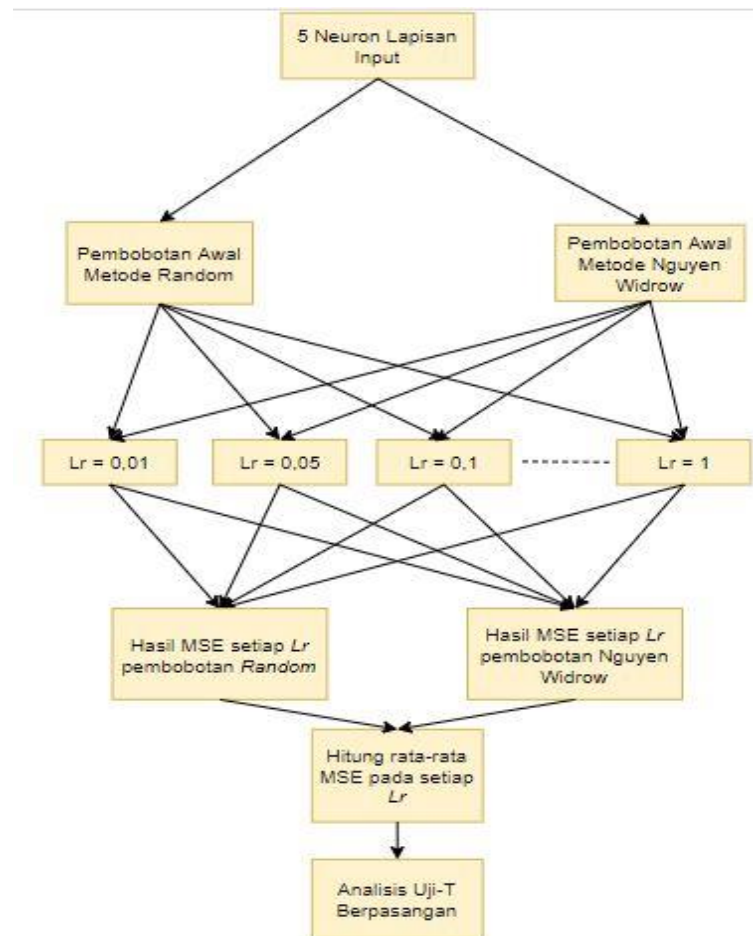 5 Neuron Lapisan
Input
Pembobotan Awal
Metode Random
Pembobotan Awal
Metode Nguyen
Widrow
Lr = 0,01
Lr = 0,05
Lr = 0,1
Lr = 1
Hasil MSE setiap Lr
pembobotan Random
Hasil MSE setiap Lr
pembobotan Nguyen
Widrow
Hitung rata-rata
MSE pada setiap
Lr
Analisis Uji-T
Berpasangan